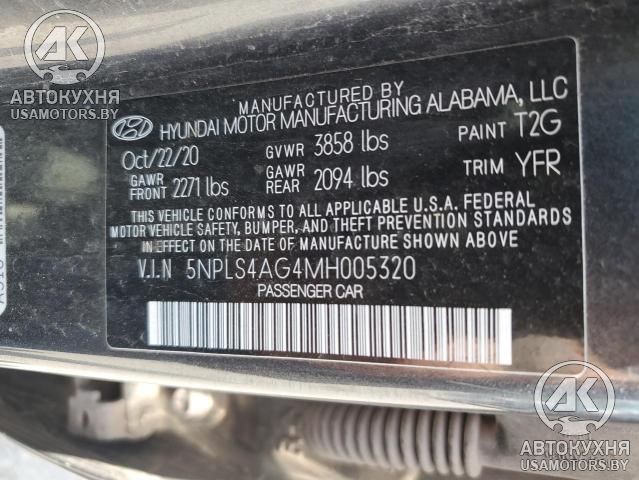 AK
АВТОКУХНЯ
USAMOTORS.BY
MANUFACTURED BY
HYUNDAI MOTOR MANUFACTURING ALABAMA, LLC
Oct/22/20 GVWR 3858 lbs PAINT T2G
GAWR FRONT 2271 lbs GAWR REAR 2094 lbs TRIM YFR
THIS VEHICLE CONFORMS TO ALL APPLICABLE U.S.A. FEDERAL
MOTOR VEHICLE SAFETY, BUMPER, AND THEFT PREVENTION STANDARDS
IN EFFECT ON THE DATE OF MANUFACTURE SHOWN ABOVE.
V.I.N 5NPLS4AG4MH005320
PASSENGER CAR
AK
АВТОКУХНЯ
USAMOTORS.BY